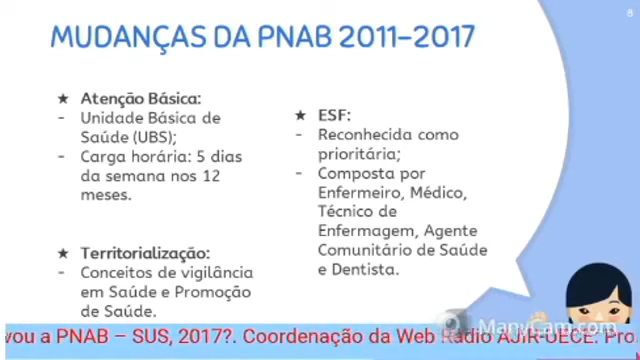 8
MUDANÇAS DA PNAB 2011-2017
★ Atenção Básica:
- Unidade Básica de
Saúde (UBS);
- Carga horária: 5 dias
da semana nos 12
meses.
★ Territorialização:
- Conceitos de vigilância
em Saúde e Promoção
de Saúde.
★ ESF:
- Reconhecida como
prioritária;
- Composta por
Enfermeiro, Médico,
Técnico de
Enfermagem, Agente
Comunitário de Saúde
e Dentista.
ManyCam.com
vou a PNAB – SUS, 2017?. Coordenação da Web Rádio AJIR-UECE: Pro